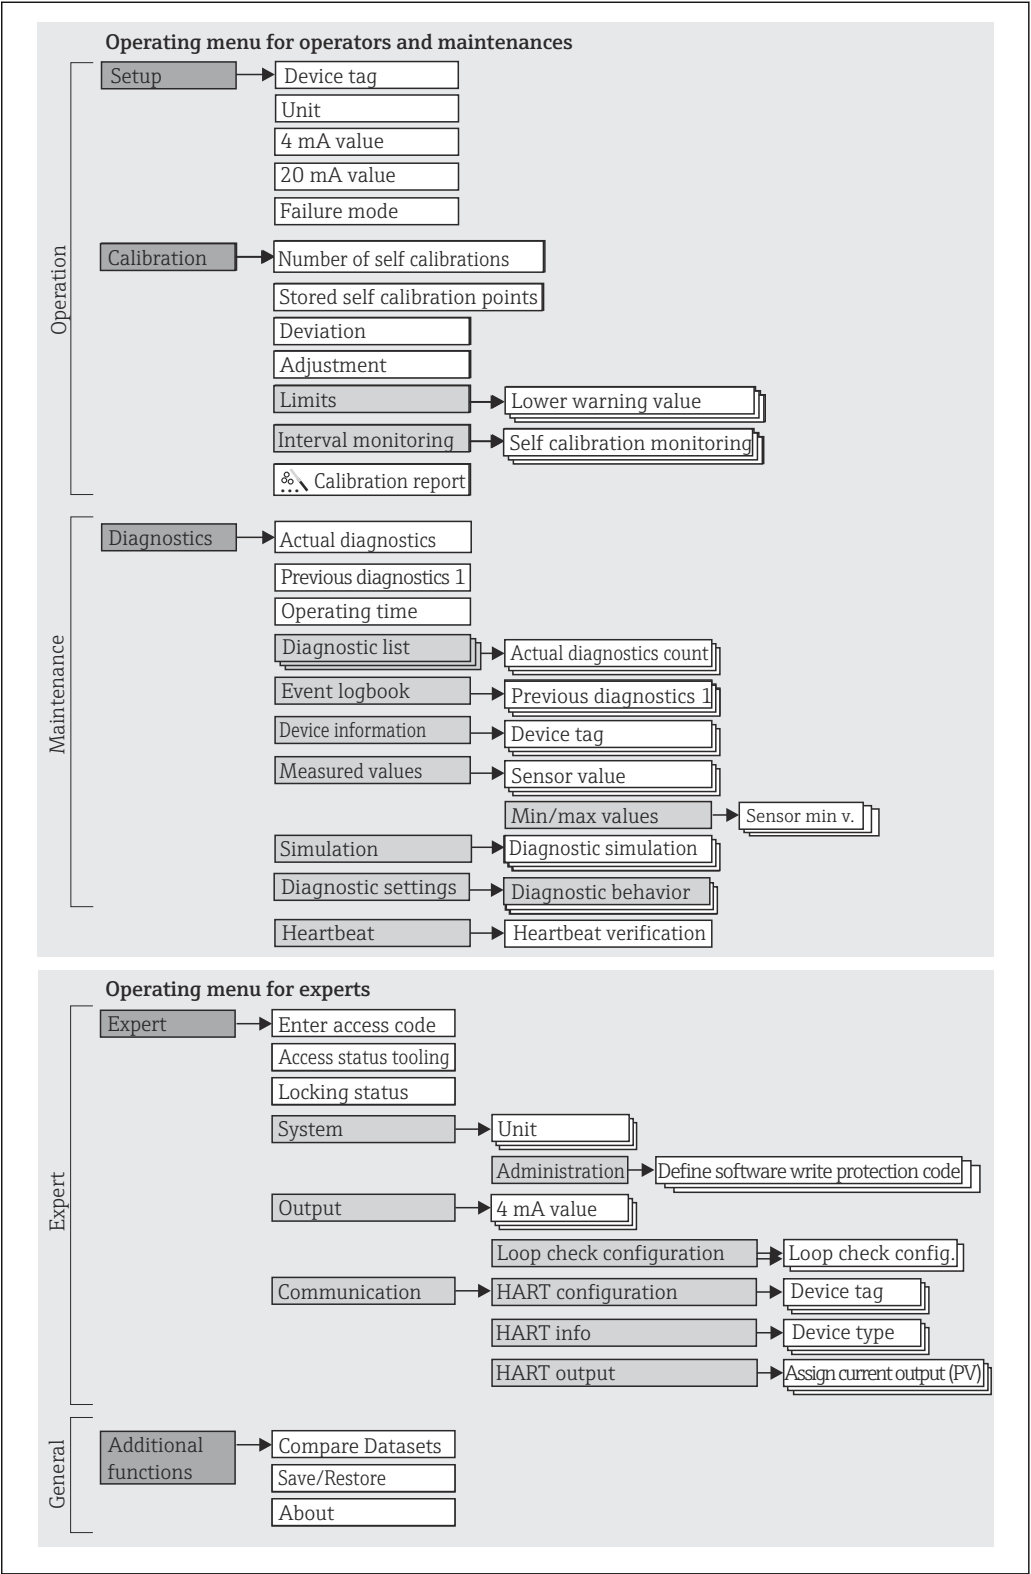 Operating menu for operators and maintenances
Operation
Setup
Device tag
Unit
4 mA value
20 mA value
Failure mode
Calibration
Number of self calibrations
Stored self calibration points
Deviation
Adjustment
Limits
Lower warning value
Interval monitoring
Self calibration monitoring
Calibration report
Maintenance
Diagnostics
Actual diagnostics
Previous diagnostics 1
Operating time
Diagnostic list
Actual diagnostics count
Event logbook
Previous diagnostics 1
Device information
Device tag
Measured values
Sensor value
Min/max values
Sensor min v.
Simulation
Diagnostic simulation
Diagnostic settings
Diagnostic behavior
Heartbeat
Heartbeat verification
Operating menu for experts
Expert
Expert
Enter access code
Access status tooling
Locking status
System
Unit
Administration
Define software write protection code
Output
4 mA value
Loop check configuration
Loop check config.
Communication
HART configuration
Device tag
HART info
Device type
HART output
Assign current output (PV)
General
Additional
functions
Compare Datasets
Save/Restore
About